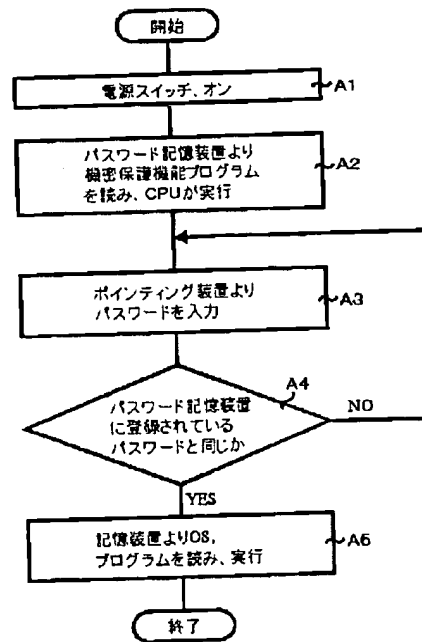 開始
電源スイッチ、オン
A1
パスワード記憶装置より
機密保護機能プログラム
を読み、CPUが実行
A2
ポインティング装置より
パスワードを入力
A3
A4
パスワード記憶装置
に登録されている
パスワードと同じか
NO
YES
記憶装置よりOS,
プログラムを読み、実行
A5
終了